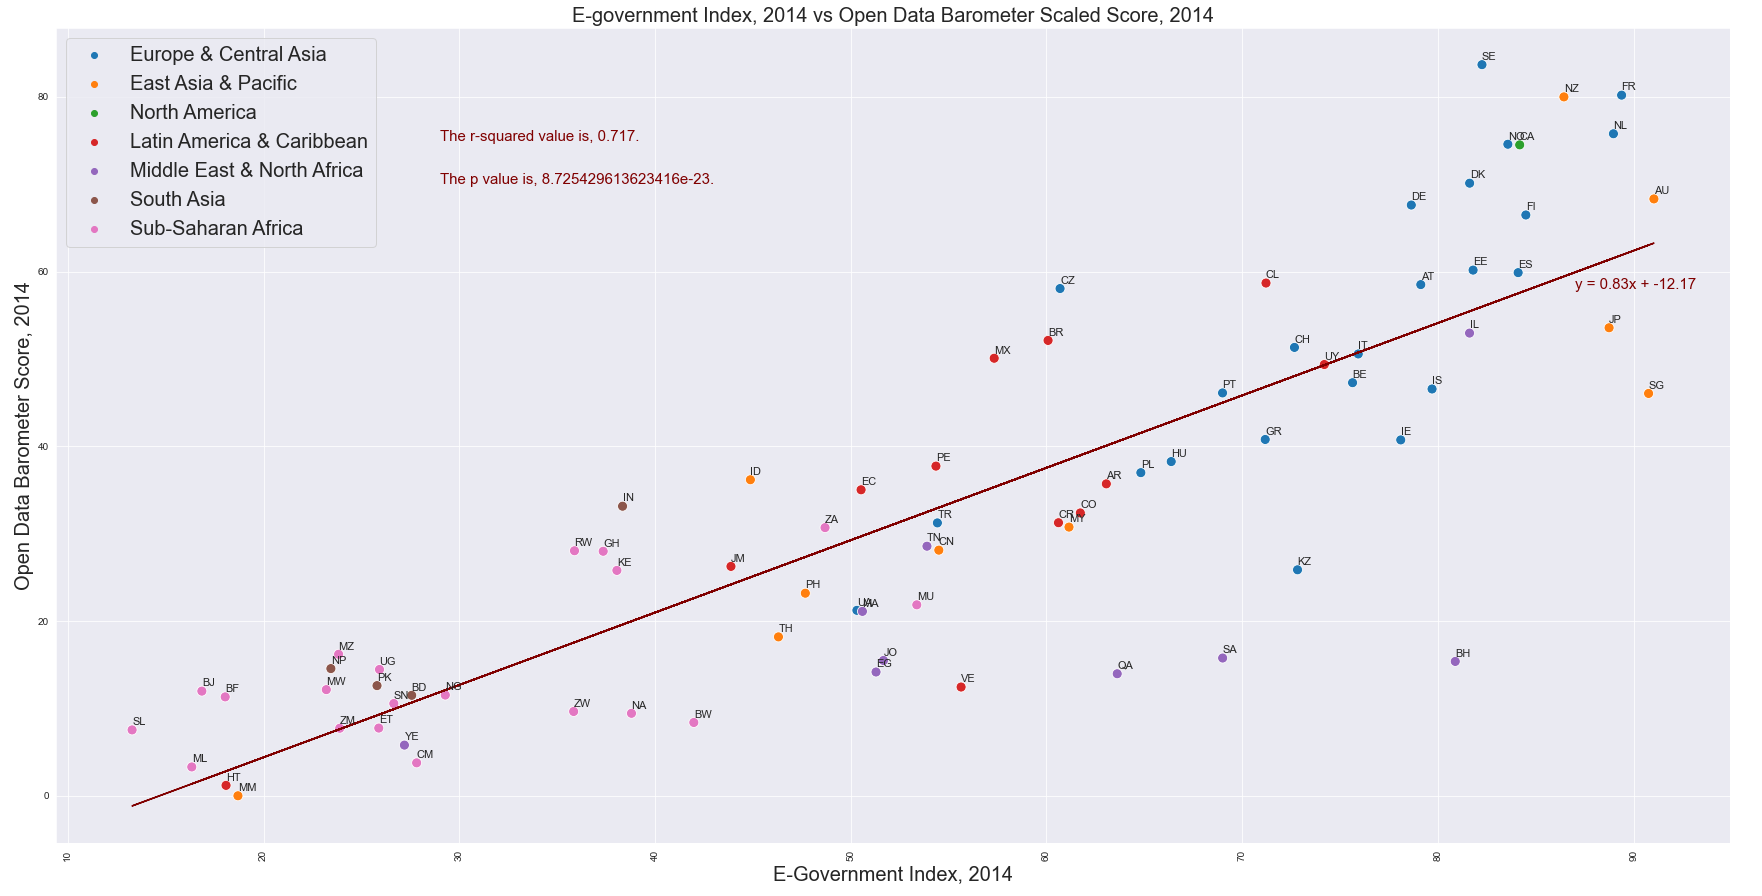 E-government Index, 2014 vs Open Data Barometer Scaled Score, 2014
Europe & Central Asia
East Asia & Pacific
North America
Latin America & Caribbean
Middle East & North Africa
South Asia
Sub-Saharan Africa
The r-squared value is, 0.717.
The p value is, 8.725429613623416e-23.
y = 0.83x + -12.17
Open Data Barometer Score, 2014
80
60
40
20
0
SE
NZ
FR
NL
NO
CA
DK
AU
DE
FI
EE
ES
CL
CZ
AT
JP
IL
BR
CH
IT
MX
UY
BE
IS
SG
PT
GR
IE
HU
PE
PL
ID
AR
EC
IN
CO
CR
MY
TR
ZA
TN
CN
RW
GH
KE
JM
KZ
PH
MU
UA
MA
TH
MZ
JO
SA
BH
NP
UG
EG
QA
PK
VE
MW
BJ
BF
BD
NG
SN
ZW
NA
BW
SL
ZM
ET
YE
CM
ML
HT
MM
10 20 30 40 50 60 70 80 90
E-Government Index, 2014